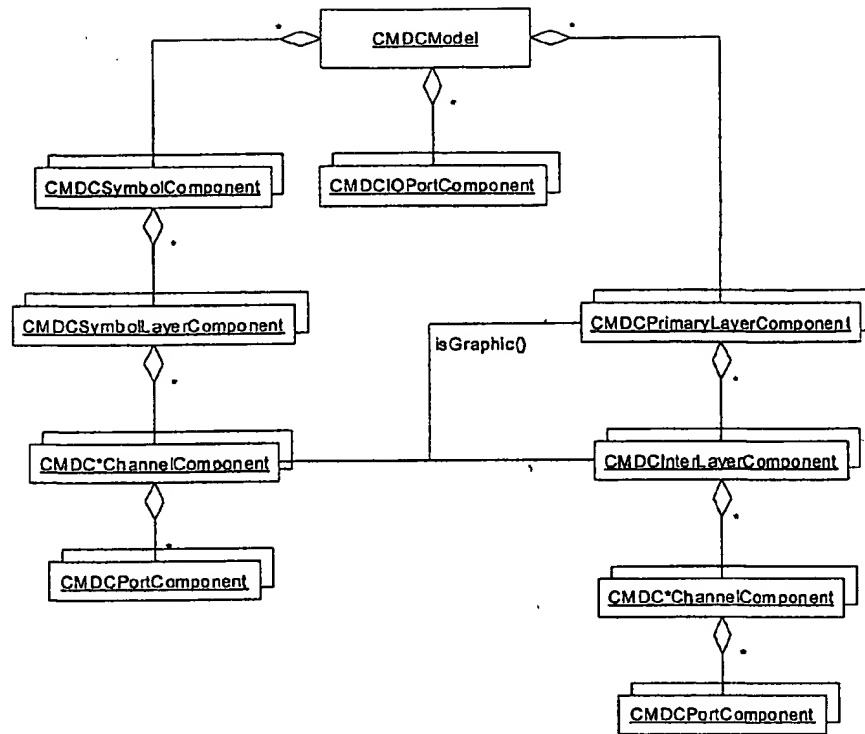 CMDCModel
*
*
*
CMDCSymbolComponent
CMDCIOPortComponent
*
CMDCSymbolLayerComponent
CMDCPrimaryLayerComponent
isGraphic()
*
*
CMDC*ChannelComponent
CMDCInterLayerComponent
*
*
CMDCPortComponent
CMDC*ChannelComponent
*
CMDCPortComponent